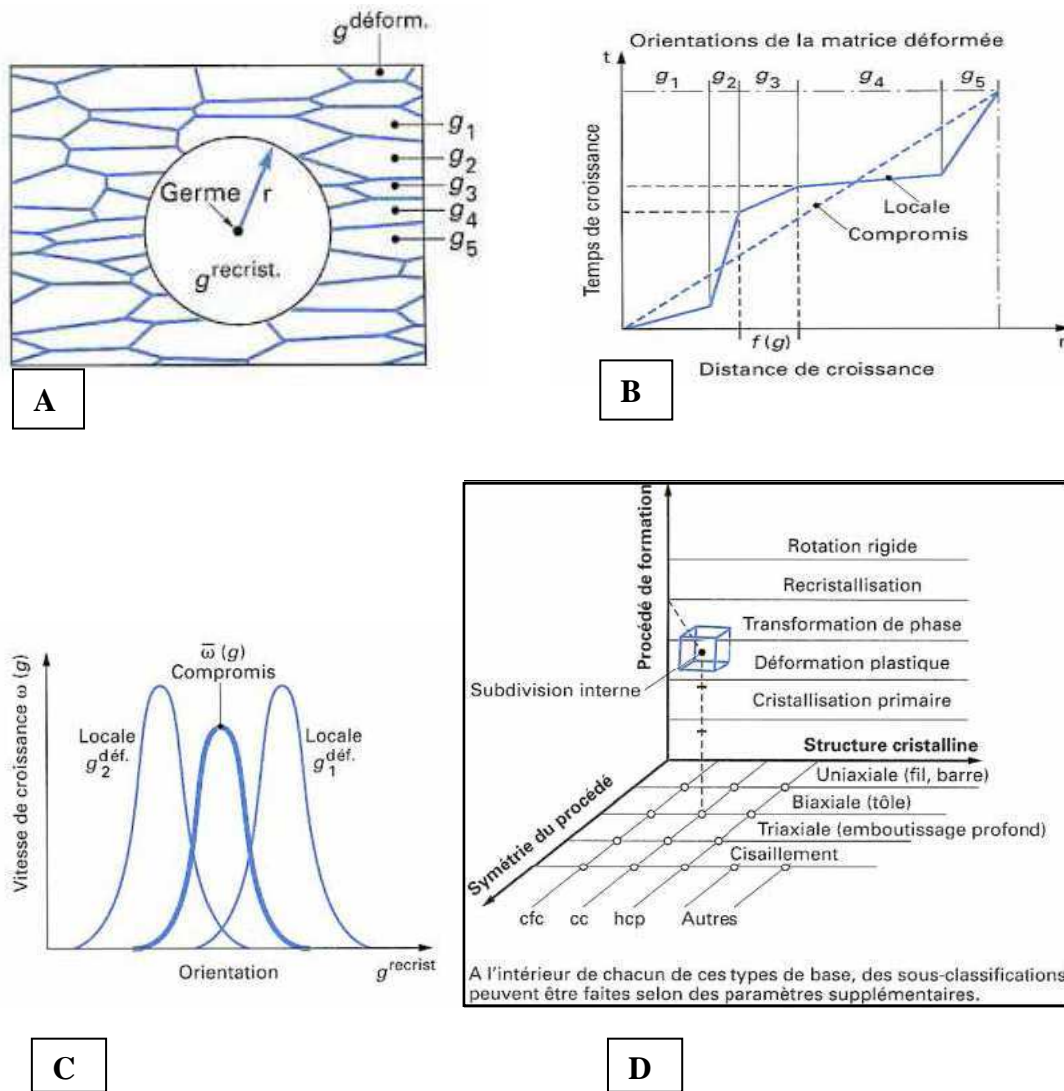 g déform.
g1
g2
g3
g4
g5
Germe
r
g recrist.
A
Orientations de la matrice déformée
t
g1 g2 g3 g4 g5
Temps de croissance
Locale
Compromis
f(g)
r
Distance de croissance
B
Vitesse de croissance ω (g)
ω̅ (g)
Compromis
Locale
g2 déf.
Locale
g1 déf.
Orientation
g recrist
C
Procédé de formation
Rotation rigide
Recristallisation
Transformation de phase
Déformation plastique
Subdivision interne
Cristallisation primaire
Structure cristalline
Symétrie du procédé
Uniaxiale (fil, barre)
Biaxiale (tôle)
Triaxiale (emboutissage profond)
Cisaillement
cfc cc hcp Autres
A l'intérieur de chacun de ces types de base, des sous-classifications
peuvent être faites selon des paramètres supplémentaires.
D